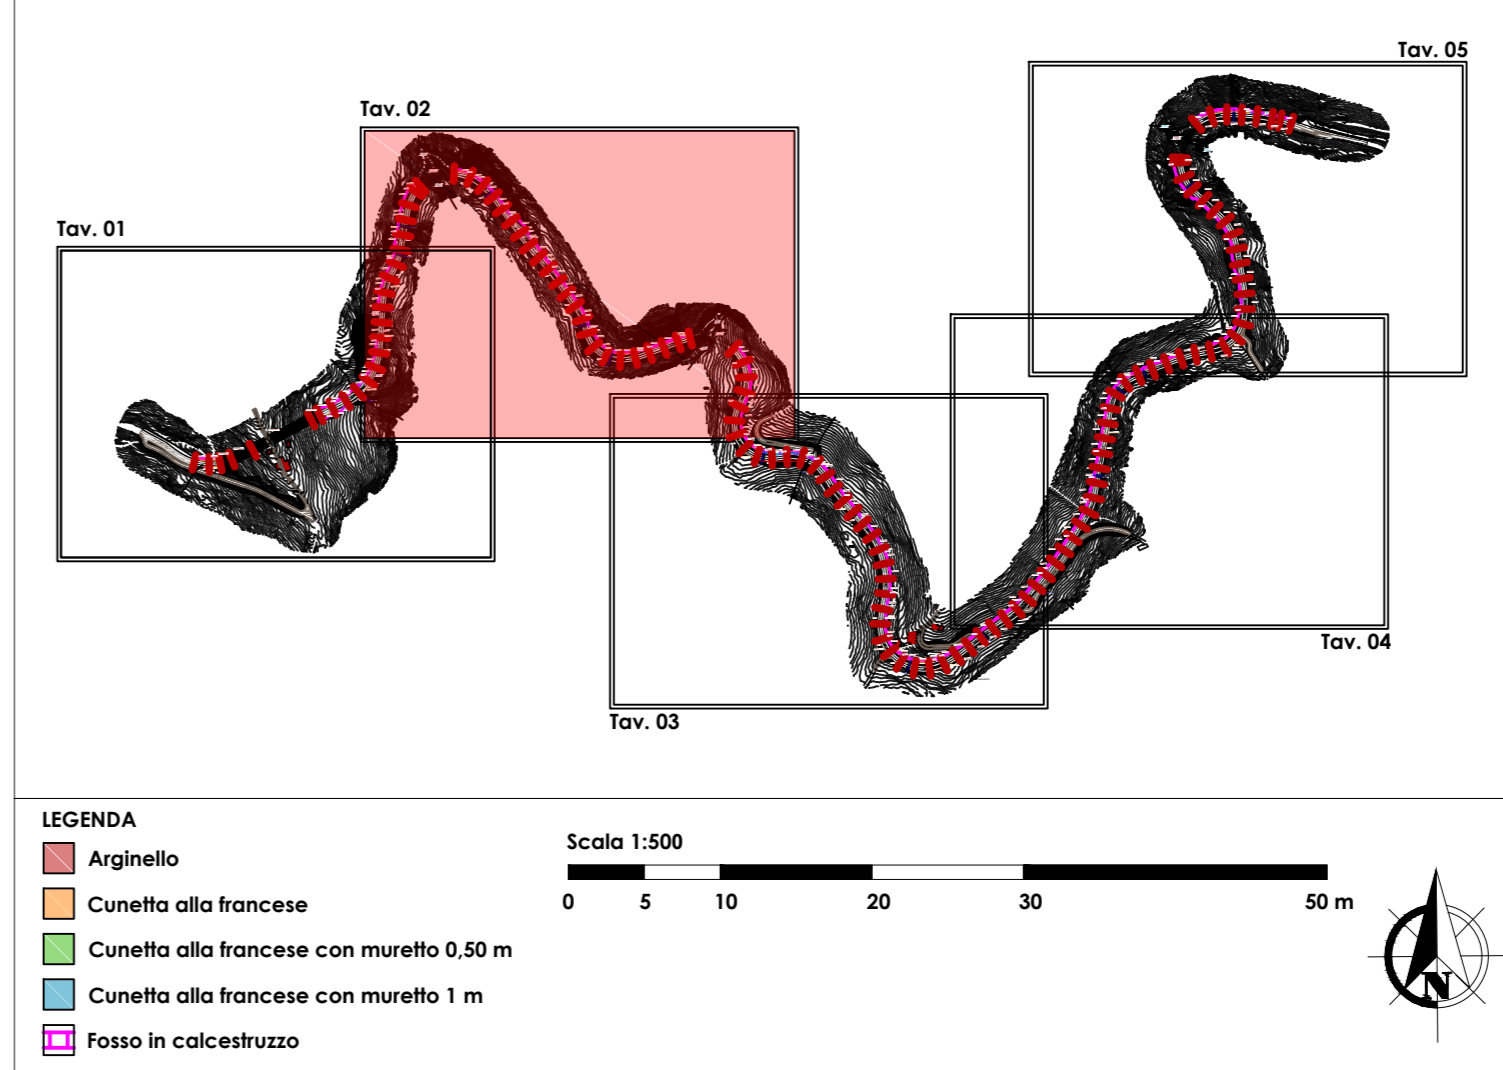 Tav. 05
Tav. 02
Tav. 01
Tav. 04
Tav. 03
LEGENDA
Arginello
Cunetta alla francese
Cunetta alla francese con muretto 0,50 m
Cunetta alla francese con muretto 1 m
Fosso in calcestruzzo
Scala 1:500
0 5 10 20 30 50 m
N